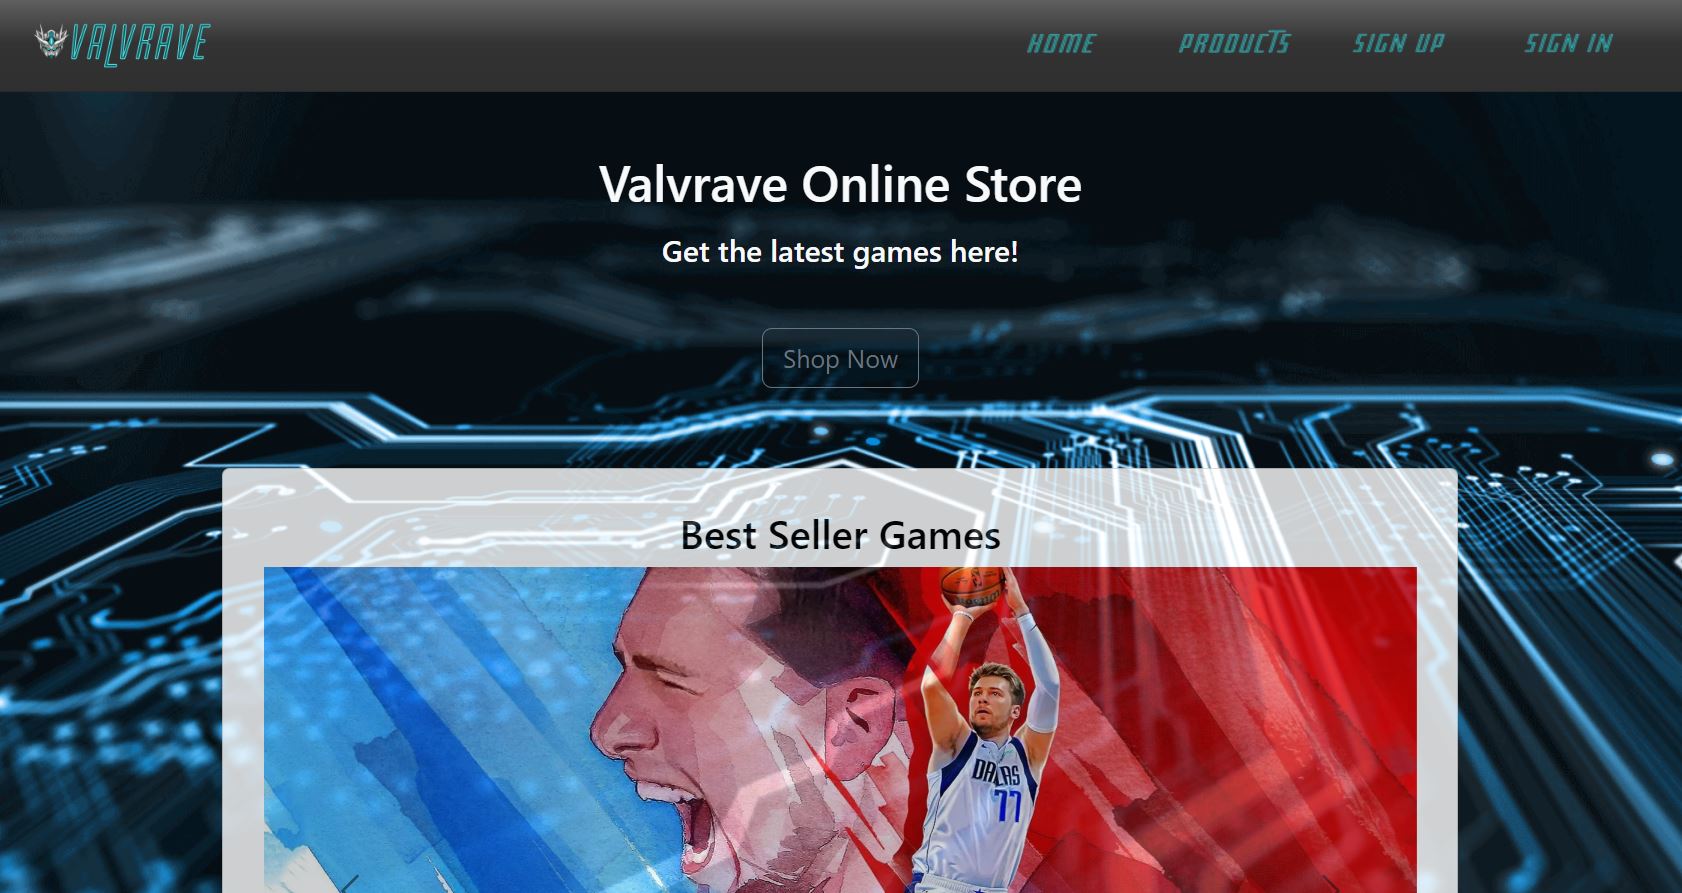 VALVRAVE
HOME PRODUCTS SIGN UP SIGN IN
Valvrave Online Store
Get the latest games here!
Shop Now
Best Seller Games
DALLAS
77